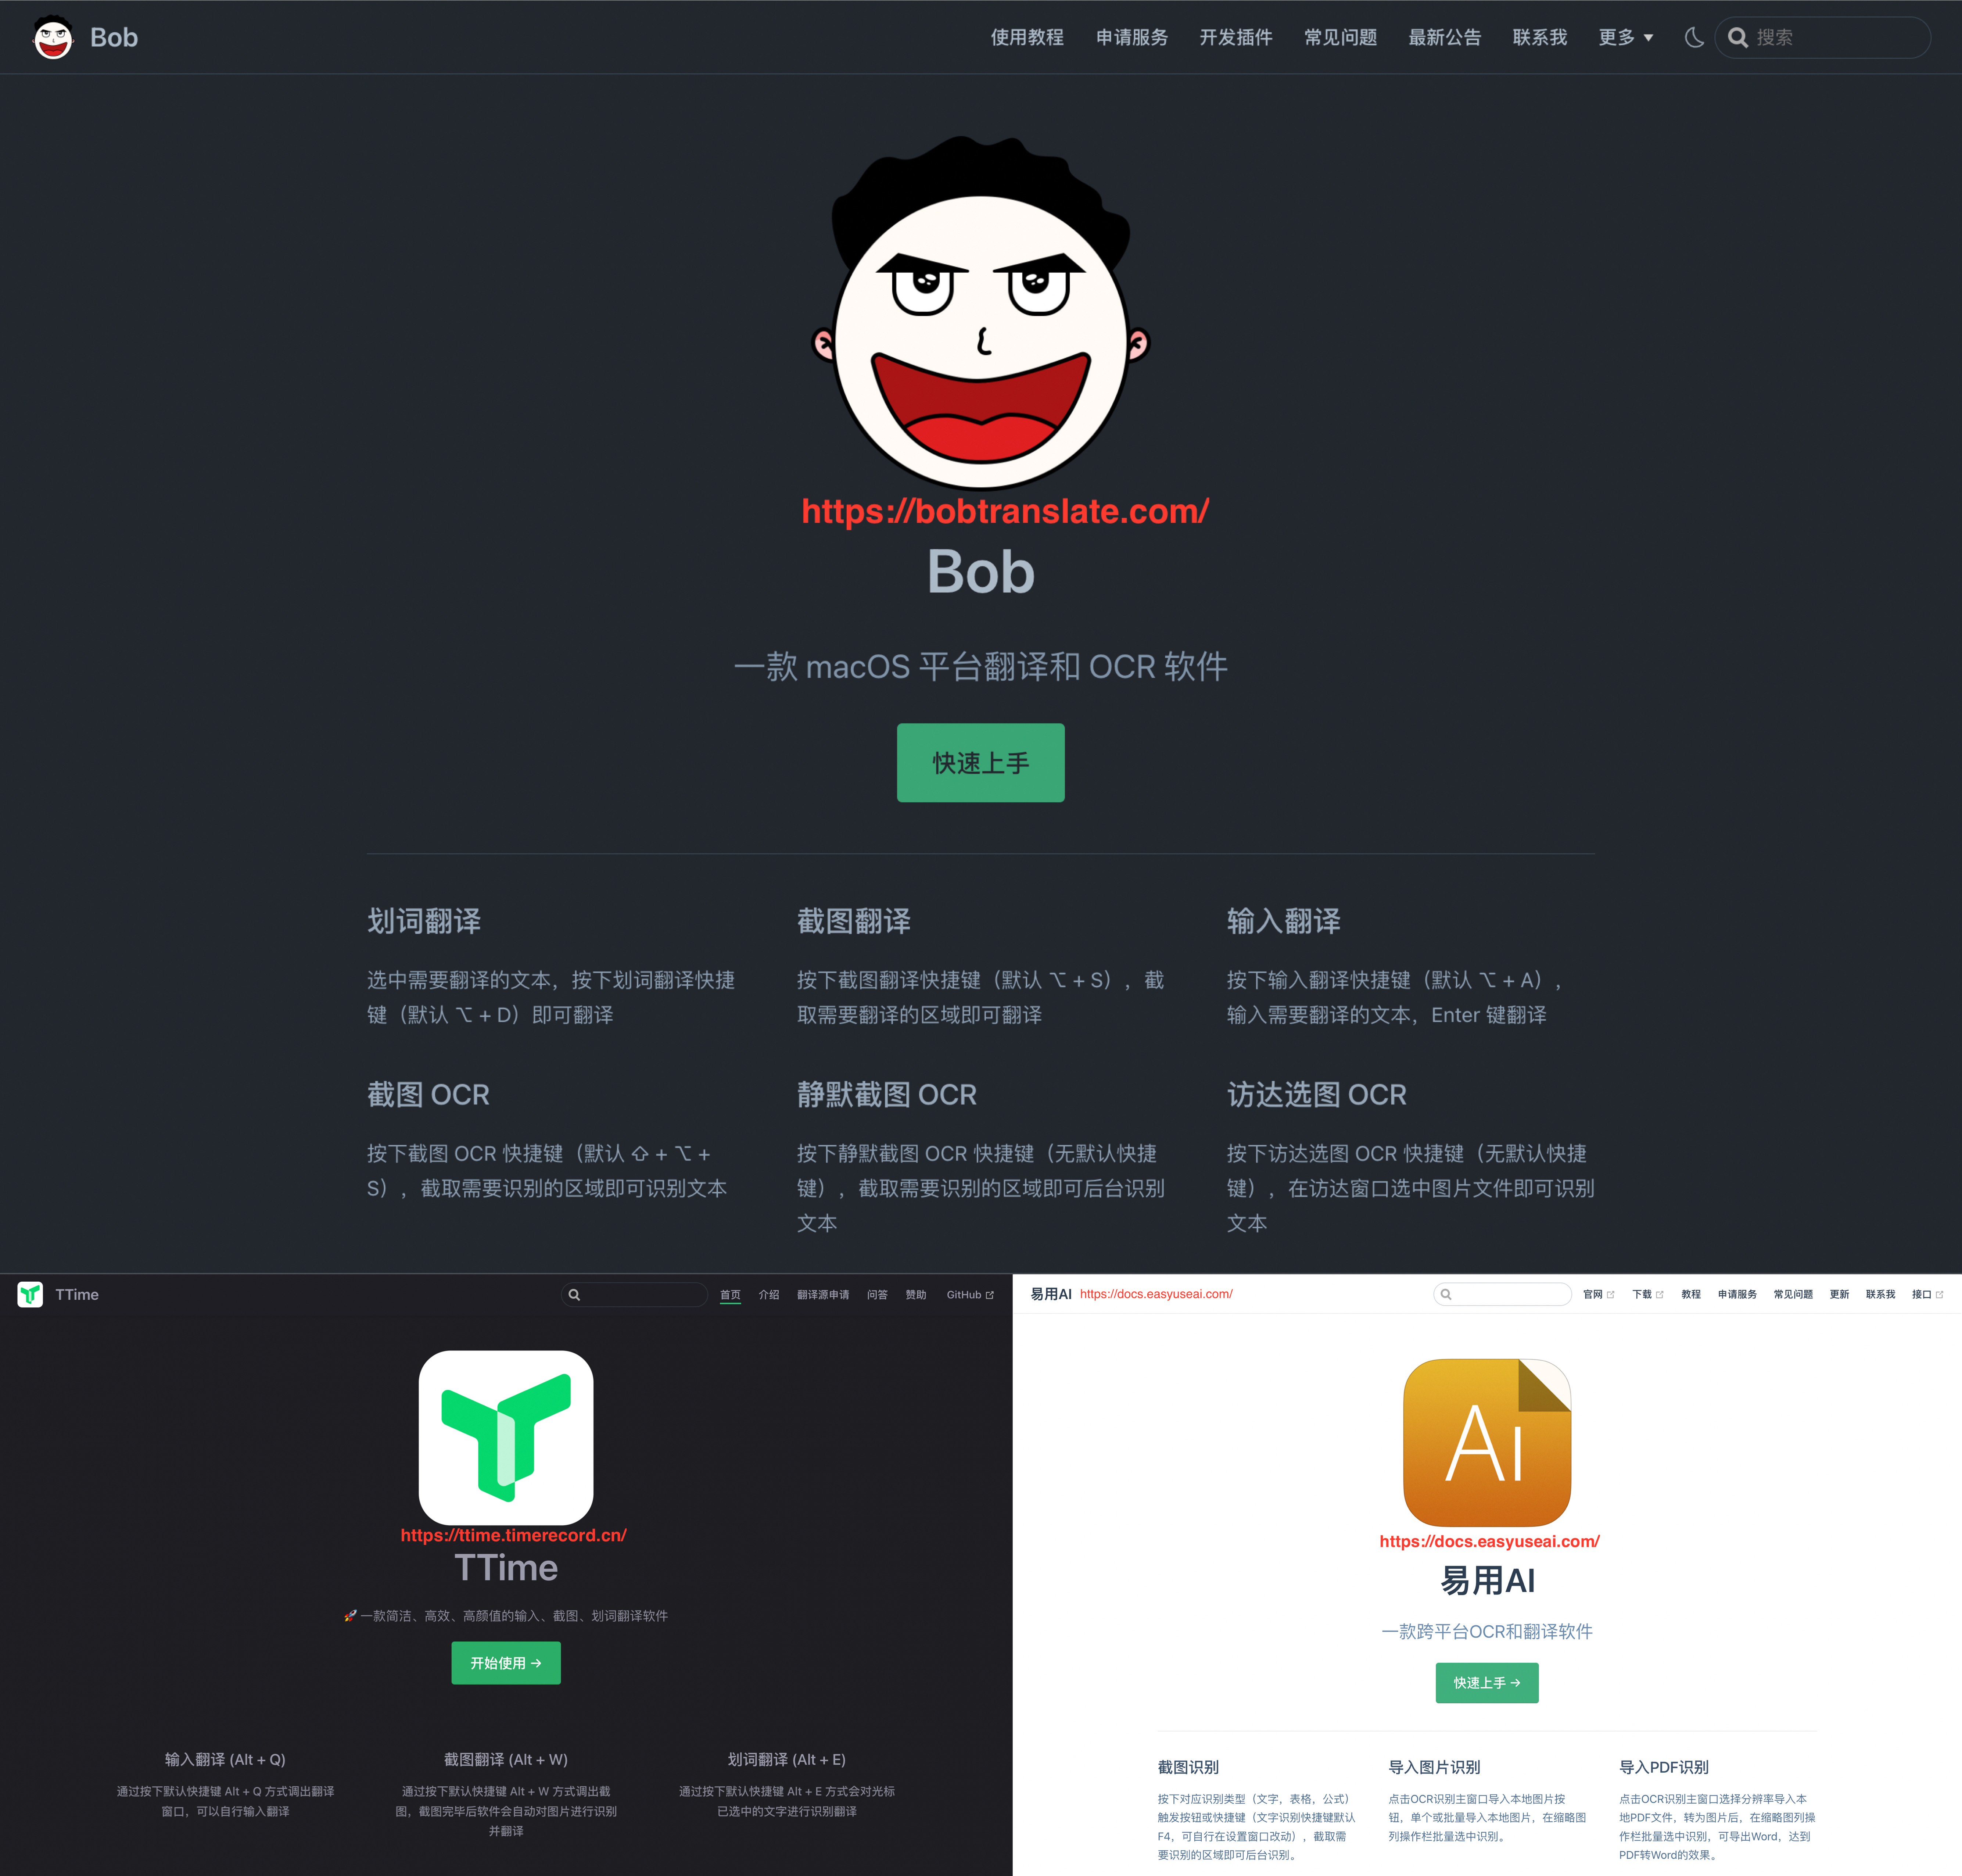 Bob
使用教程 申请服务 开发插件 常见问题 最新公告 联系我 更多 搜索
https://bobtranslate.com/
Bob
一款 macOS 平台翻译和 OCR 软件
快速上手
划词翻译
选中需要翻译的文本，按下划词翻译快捷
键（默认 ⌥ + D）即可翻译
截图翻译
按下截图翻译快捷键（默认 ⌥ + S），截
取需要翻译的区域即可翻译
输入翻译
按下输入翻译快捷键（默认 ⌥ + A），
输入需要翻译的文本，Enter 键翻译
截图 OCR
按下截图 OCR 快捷键（默认 ⇧ + ⌥ +
S），截取需要识别的区域即可识别文本
静默截图 OCR
按下静默截图 OCR 快捷键（无默认快捷
键），截取需要识别的区域即可后台识别
文本
访达选图 OCR
按下访达选图 OCR 快捷键（无默认快捷
键），在访达窗口选中图片文件即可识别
文本
TTime
首页 介绍 翻译源申请 问答 赞助 GitHub
https://ttime.timerecord.cn/
TTime
🚀 一款简洁、高效、高颜值的输入、截图、划词翻译软件
开始使用 →
输入翻译 (Alt + Q)
通过按下默认快捷键 Alt + Q 方式调出翻译
窗口，可以自行输入翻译
截图翻译 (Alt + W)
通过按下默认快捷键 Alt + W 方式调出截
图，截图完毕后软件会自动对图片进行识别
并翻译
划词翻译 (Alt + E)
通过按下默认快捷键 Alt + E 方式会对光标
已选中的文字进行识别翻译
易用AI https://docs.easyuseai.com/
官网 下载 教程 申请服务 常见问题 更新 联系我 接口
Ai
https://docs.easyuseai.com/
易用AI
一款跨平台OCR和翻译软件
快速上手 →
截图识别
按下对应识别类型（文字，表格，公式）
触发按钮或快捷键（文字识别快捷键默认
F4，可自行在设置窗口改动），截取需
要识别的区域即可后台识别。
导入图片识别
点击OCR识别主窗口导入本地图片按
钮，单个或批量导入本地图片，在缩略图
列操作栏批量选中识别。
导入PDF识别
点击OCR识别主窗口选择分辨率导入本
地PDF文件，转为图片后，在缩略图列操
作栏批量选中识别，可导出Word，达到
PDF转Word的效果。